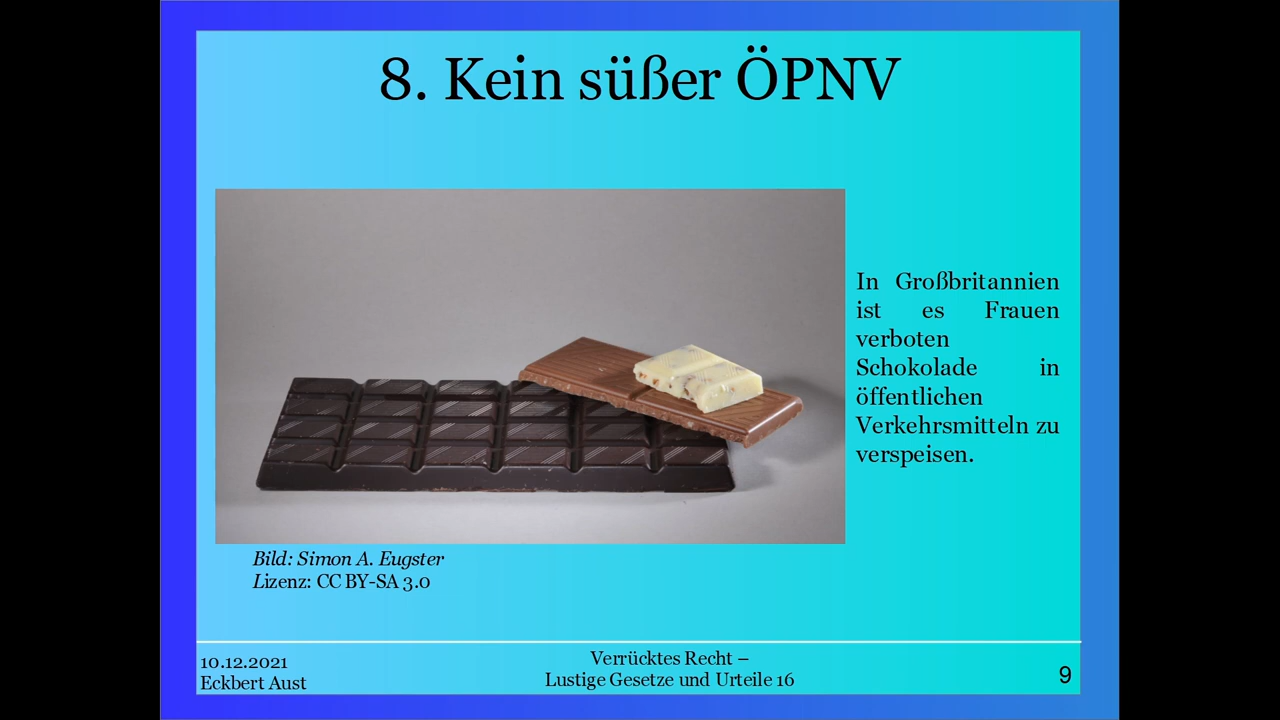 8. Kein süßer ÖPNV
In Großbritannien
ist es Frauen
verboten
Schokolade in
öffentlichen
Verkehrsmitteln zu
verspeisen.
Bild: Simon A. Eugster
Lizenz: CC BY-SA 3.0
10.12.2021
Eckbert Aust
Verrücktes Recht –
Lustige Gesetze und Urteile 16
9